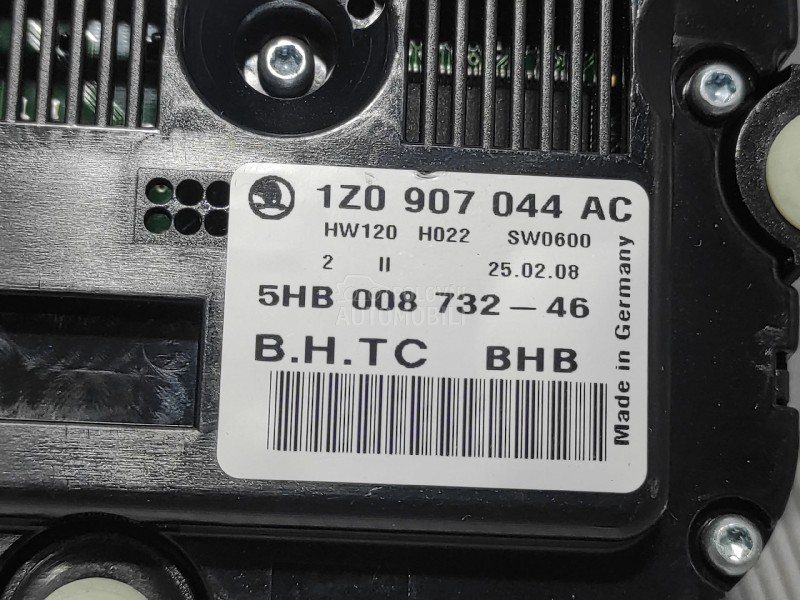 1Z0 907 044 AC
HW120 H022 SW0600
2 II 25.02.08
5HB 008 732-46
AUTOMOBILI
B.H.TC BHB
Made in Germany